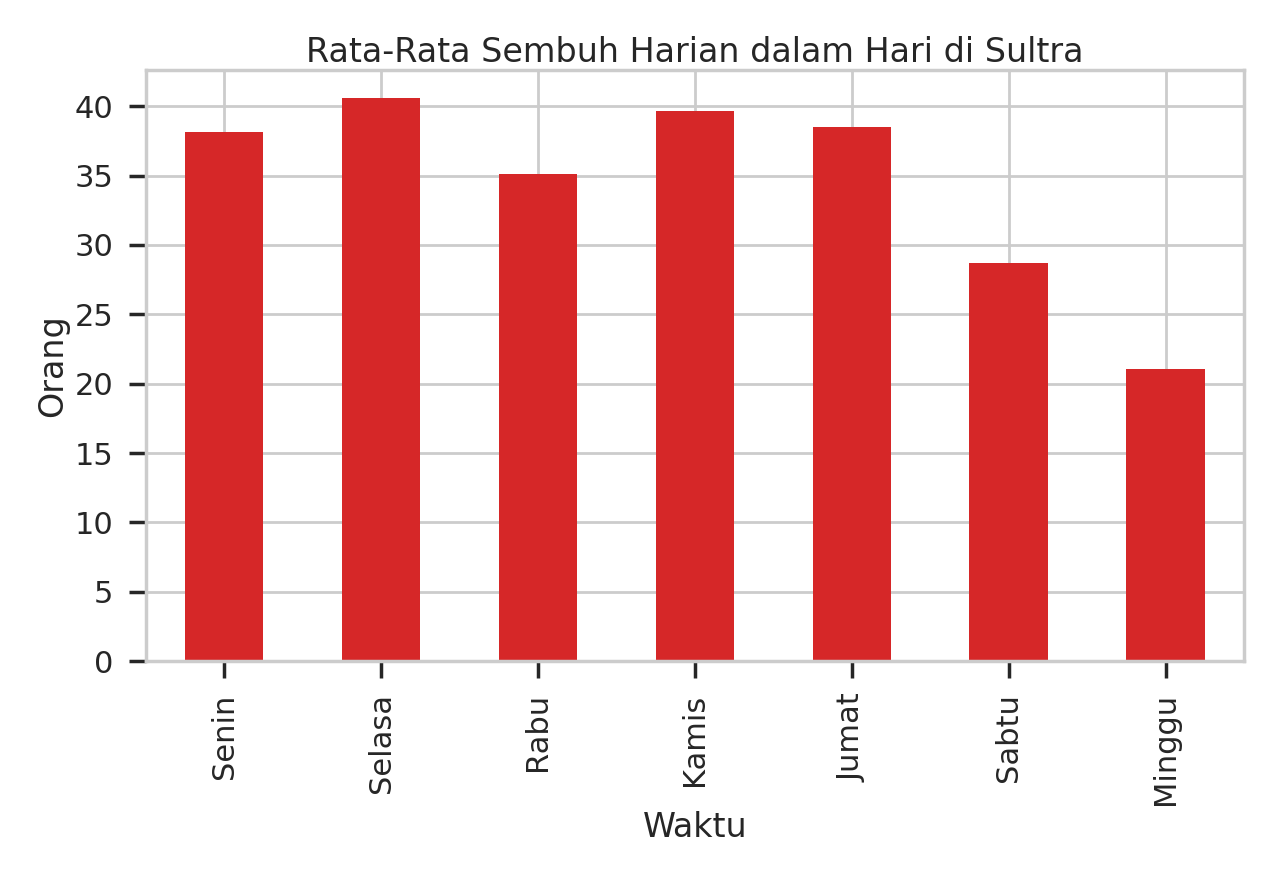 Rata-Rata Sembuh Harian dalam Hari di Sultra
Orang
40
35
30
25
20
15
10
5
0
Senin
Selasa
Rabu
Kamis
Jumat
Sabtu
Minggu
Waktu